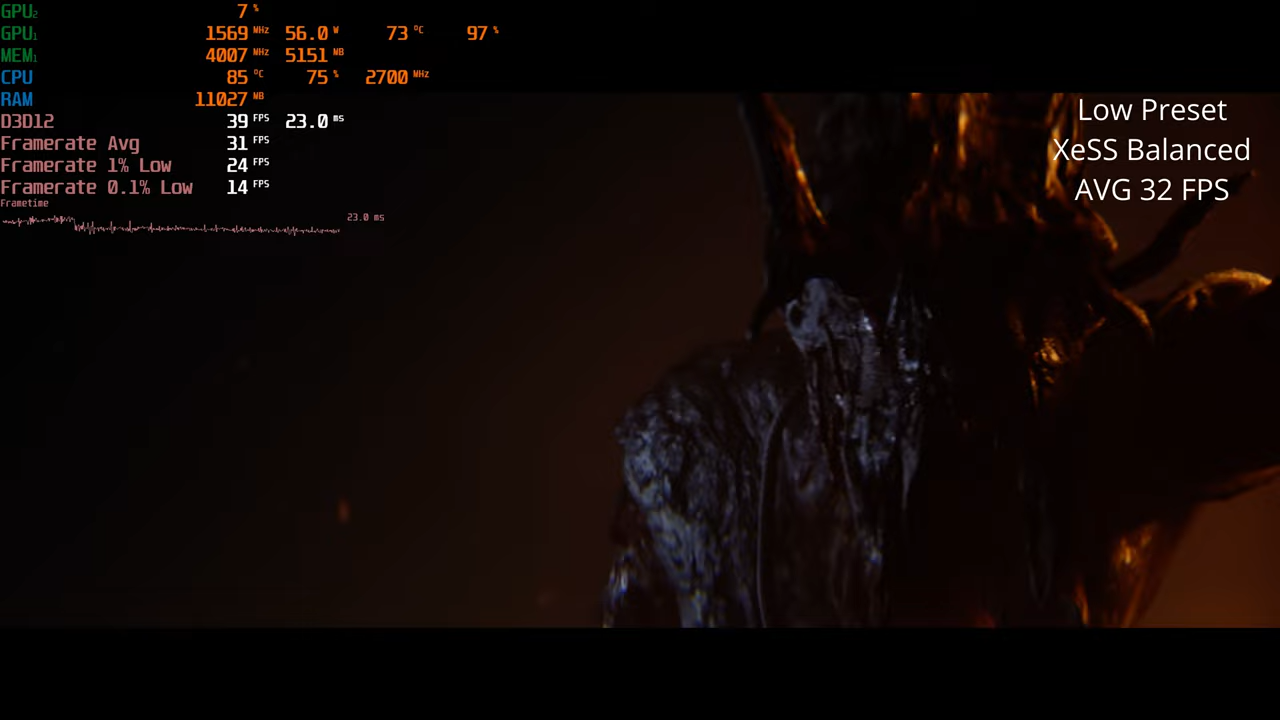 GPU₂ 7 %
GPU₁ 1569 MHz 56.0 W 73 °C 97 %
MEM₁ 4007 MHz 5151 MB
CPU 85 °C 75 % 2700 MHz
RAM 11027 MB
D3D12 39 FPS 23.0 ms
Framerate Avg 31 FPS
Framerate 1% Low 24 FPS
Framerate 0.1% Low 14 FPS
Frametime
23.0 ms
Low Preset
XeSS Balanced
AVG 32 FPS